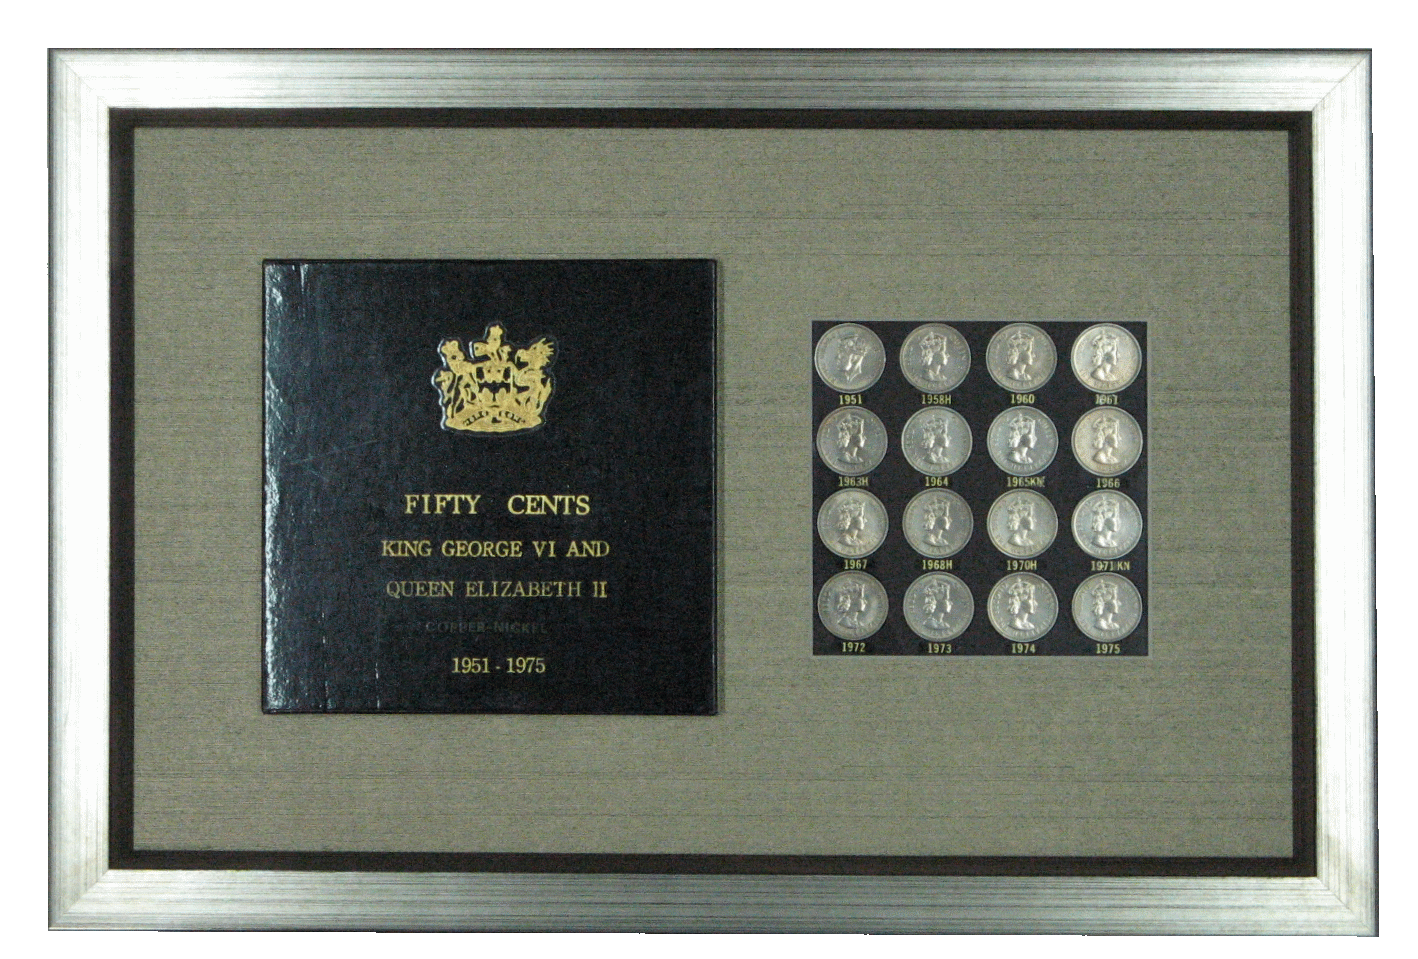 FIFTY CENTS
KING GEORGE VI AND
QUEEN ELIZABETH II
COPPER-NICKEL
1951 - 1975
1951 1958H 1960 1961
1963H 1964 1965KN 1966
1967 1968H 1970H 1971KN
1972 1973 1974 1975